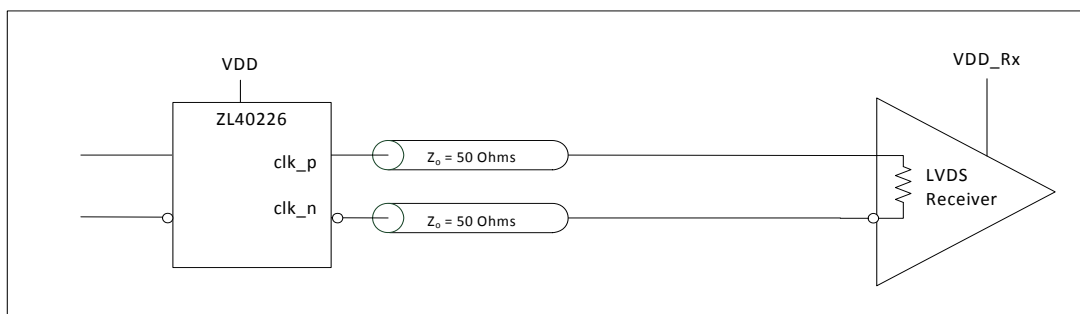 VDD
VDD_Rx
ZL40226
clk_p
Zo = 50 Ohms
LVDS
Receiver
clk_n
Zo = 50 Ohms